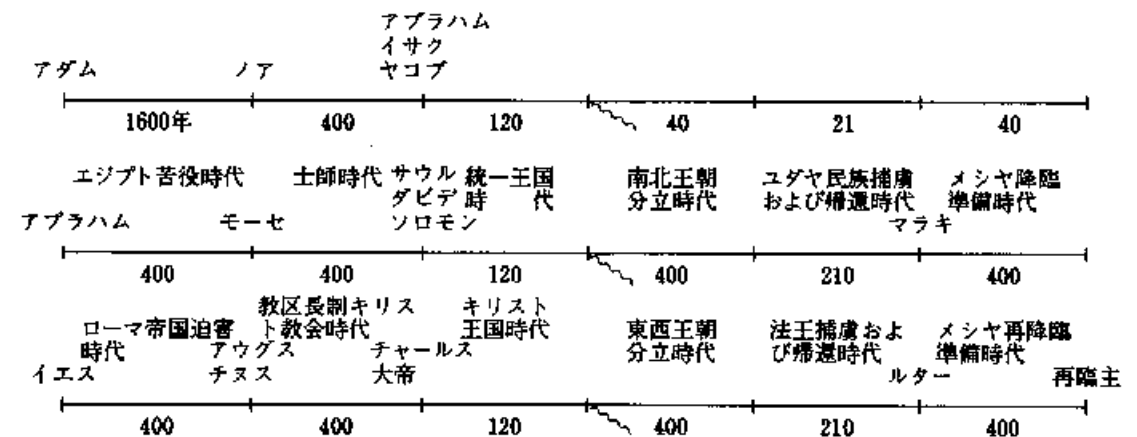 アブラハム
イサク
アダム ノア ヤコブ
1600年 400 120 40 21 40
エジプト苦役時代 士師時代 サウル 統一王国 南北王朝 ユダヤ民族捕虜 メシヤ降臨
ダビデ 時 代 分立時代 および帰還時代 準備時代
アブラハム モーセ ソロモン マラキ
400 400 120 400 210 400
教区長制キリス キリスト
ローマ帝国迫害 ト教会時代 王国時代 東西王朝 法王捕虜およ メシヤ再降臨
時代 アウグス チャールス 分立時代 び帰還時代 準備時代
イエス チヌス 大帝 ルター 再臨主
400 400 120 400 210 400